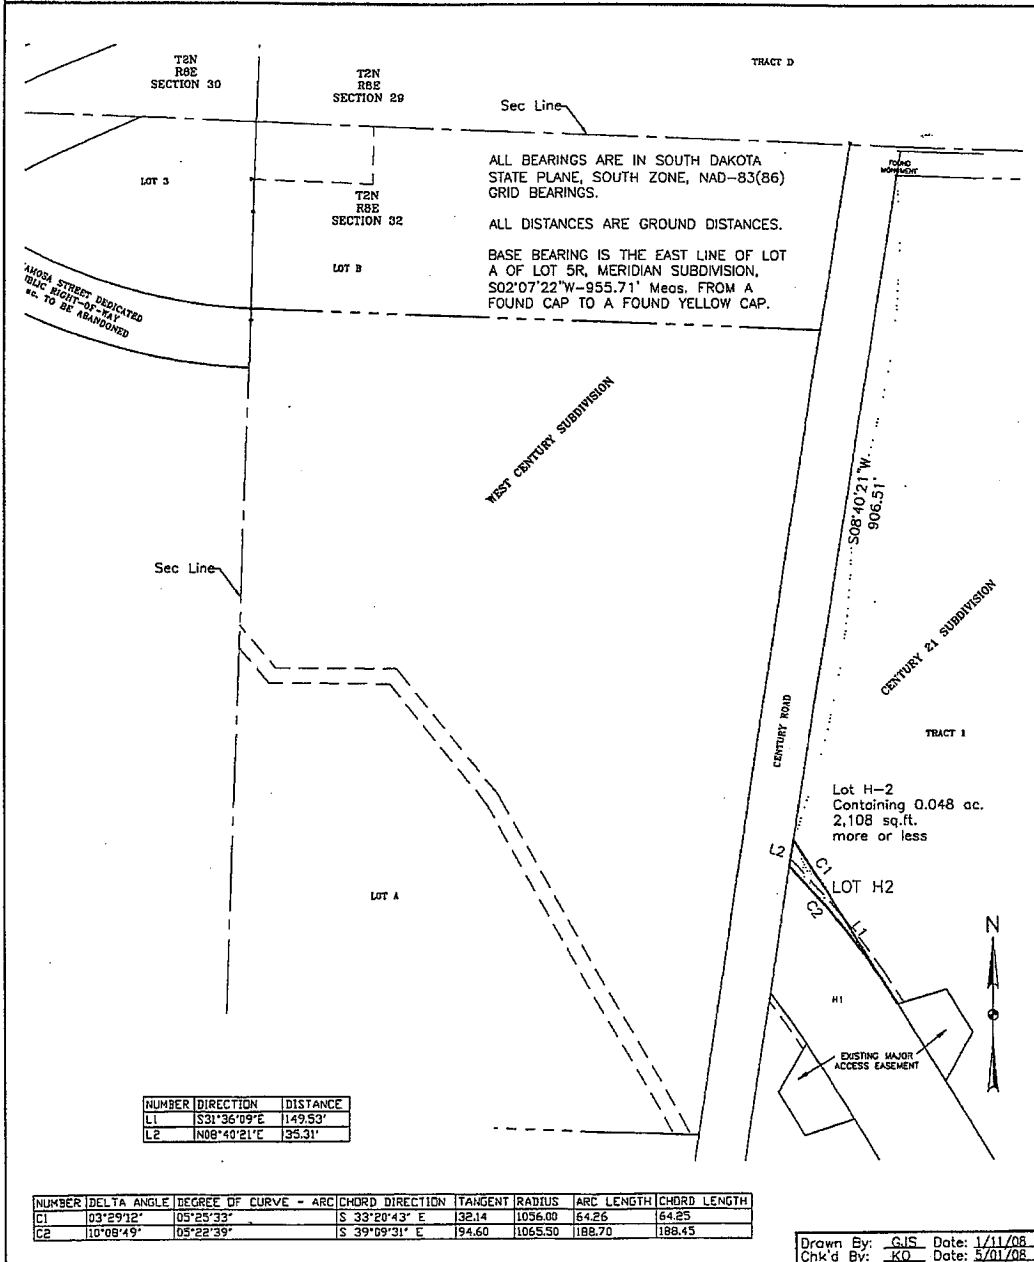 T2N
R8E
SECTION 30
T2N
R8E
SECTION 29
TRACT D
Sec Line
FOUND
MONUMENT
LOT 3
T2N
R8E
SECTION 32
LOT B
ALL BEARINGS ARE IN SOUTH DAKOTA
STATE PLANE, SOUTH ZONE, NAD-83(86)
GRID BEARINGS.
ALL DISTANCES ARE GROUND DISTANCES.
BASE BEARING IS THE EAST LINE OF LOT
A OF LOT 5R, MERIDIAN SUBDIVISION,
S02°07'22"W-955.71' Meas. FROM A
FOUND CAP TO A FOUND YELLOW CAP.
AMOSA STREET DEDICATED
UBLIC RIGHT-OF-WAY
ac. TO BE ABANDONED
WEST CENTURY SUBDIVISION
S08°40'21"W
906.51'
Sec Line
CENTURY 21 SUBDIVISION
CENTURY ROAD
TRACT 1
Lot H-2
Containing 0.048 ac.
2,108 sq.ft.
more or less
L2
C1
LOT H2
C2
L1
LOT A
N
H1
EXISTING MAJOR
ACCESS EASEMENT
NUMBER DIRECTION DISTANCE
L1 S31°36'09"E 149.53'
L2 N08°40'21"E 35.31'
NUMBER DELTA ANGLE DEGREE OF CURVE - ARC CHORD DIRECTION TANGENT RADIUS ARC LENGTH CHORD LENGTH
C1 03°29'12" 05°25'33" S 33°20'43" E 32.14 1056.00 64.26 64.25
C2 10°08'49" 05°22'39" S 39°09'31" E 94.60 1065.50 188.70 188.45
Drawn By: GJS Date: 1/11/08
Chk'd By: KO Date: 5/01/08